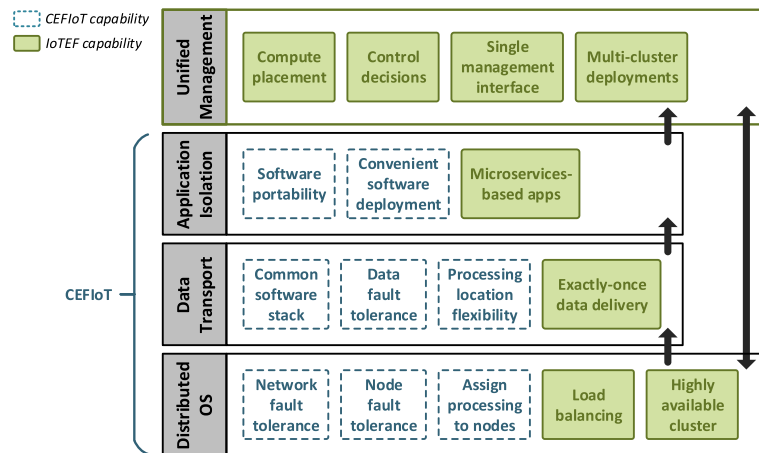 CEFIoT capability
IoTEF capability
Unified
Management
Compute
placement
Control
decisions
Single
management
interface
Multi-cluster
deployments
CEFIoT
Application
Isolation
Software
portability
Convenient
software
deployment
Microservices-
based apps
Data
Transport
Common
software
stack
Data
fault
tolerance
Processing
location
flexibility
Exactly-once
data delivery
Distributed
OS
Network
fault
tolerance
Node
fault
tolerance
Assign
processing
to nodes
Load
balancing
Highly
available
cluster